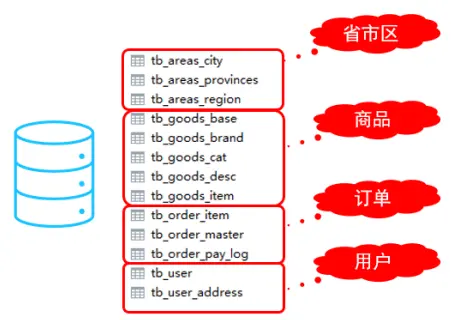 省市区
tb_areas_city
tb_areas_provinces
tb_areas_region
商品
tb_goods_base
tb_goods_brand
tb_goods_cat
tb_goods_desc
tb_goods_item
订单
tb_order_item
tb_order_master
tb_order_pay_log
用户
tb_user
tb_user_address